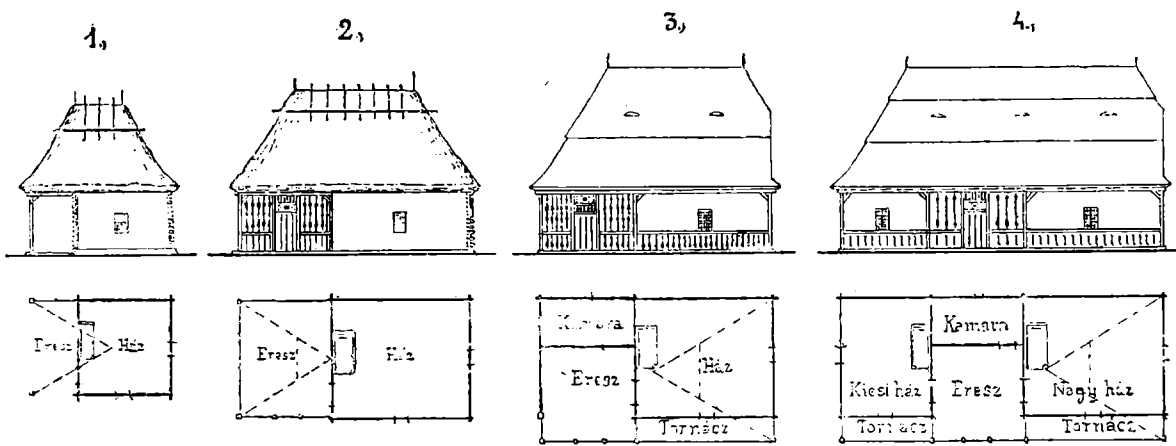 1.,
2.,
3.,
4.,
Eresz Ház
Eresz Ház
Kamara
Eresz Ház
Tornácz
Kamara
Kicsi ház Eresz Nagy ház
Tornácz Tornácz